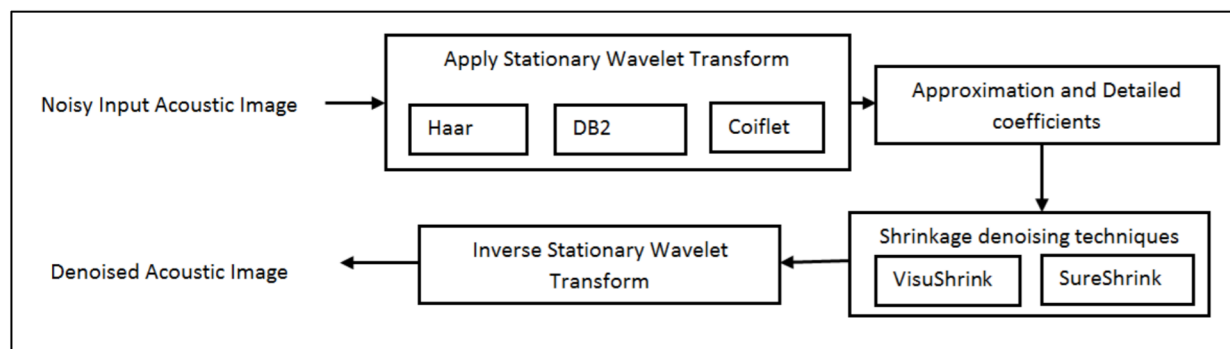 Noisy Input Acoustic Image
Apply Stationary Wavelet Transform
Haar
DB2
Coiflet
Approximation and Detailed
coefficients
Shrinkage denoising techniques
VisuShrink
SureShrink
Inverse Stationary Wavelet
Transform
Denoised Acoustic Image